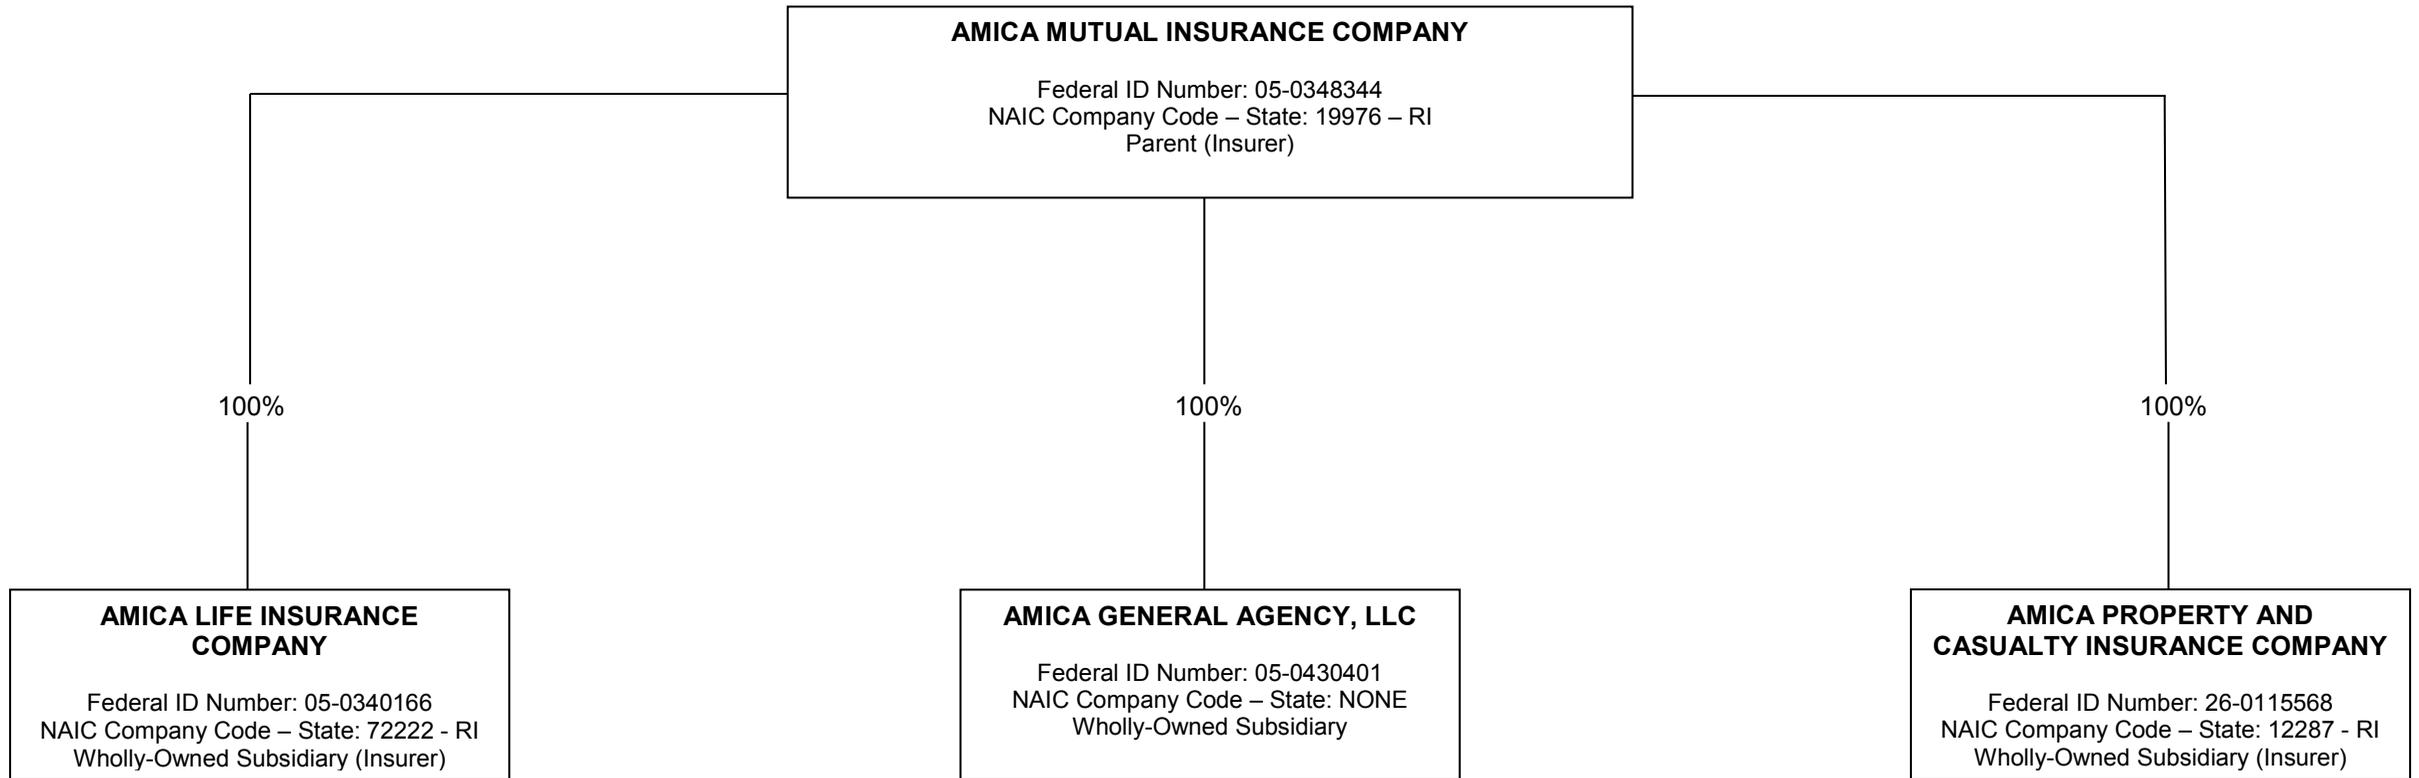 AMICA MUTUAL INSURANCE COMPANY
Federal ID Number: 05-0348344
NAIC Company Code – State: 19976 – RI
Parent (Insurer)
100%
100%
100%
AMICA LIFE INSURANCE
COMPANY
Federal ID Number: 05-0340166
NAIC Company Code – State: 72222 - RI
Wholly-Owned Subsidiary (Insurer)
AMICA GENERAL AGENCY, LLC
Federal ID Number: 05-0430401
NAIC Company Code – State: NONE
Wholly-Owned Subsidiary
AMICA PROPERTY AND
CASUALTY INSURANCE COMPANY
Federal ID Number: 26-0115568
NAIC Company Code – State: 12287 - RI
Wholly-Owned Subsidiary (Insurer)